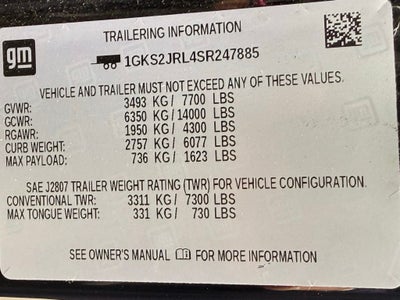 TRAILERING INFORMATION
gm
1GKS2JRL4SR247885
VEHICLE AND TRAILER MUST NOT EXCEED ANY OF THESE VALUES.
GVWR: 3493 KG / 7700 LBS
GCWR: 6350 KG / 14000 LBS
RGAWR: 1950 KG / 4300 LBS
CURB WEIGHT: 2757 KG / 6077 LBS
MAX PAYLOAD: 736 KG / 1623 LBS
SAE J2807 TRAILER WEIGHT RATING (TWR) FOR VEHICLE CONFIGURATION.
CONVENTIONAL TWR: 3311 KG / 7300 LBS
MAX TONGUE WEIGHT: 331 KG / 730 LBS
SEE OWNER'S MANUAL FOR MORE INFORMATION